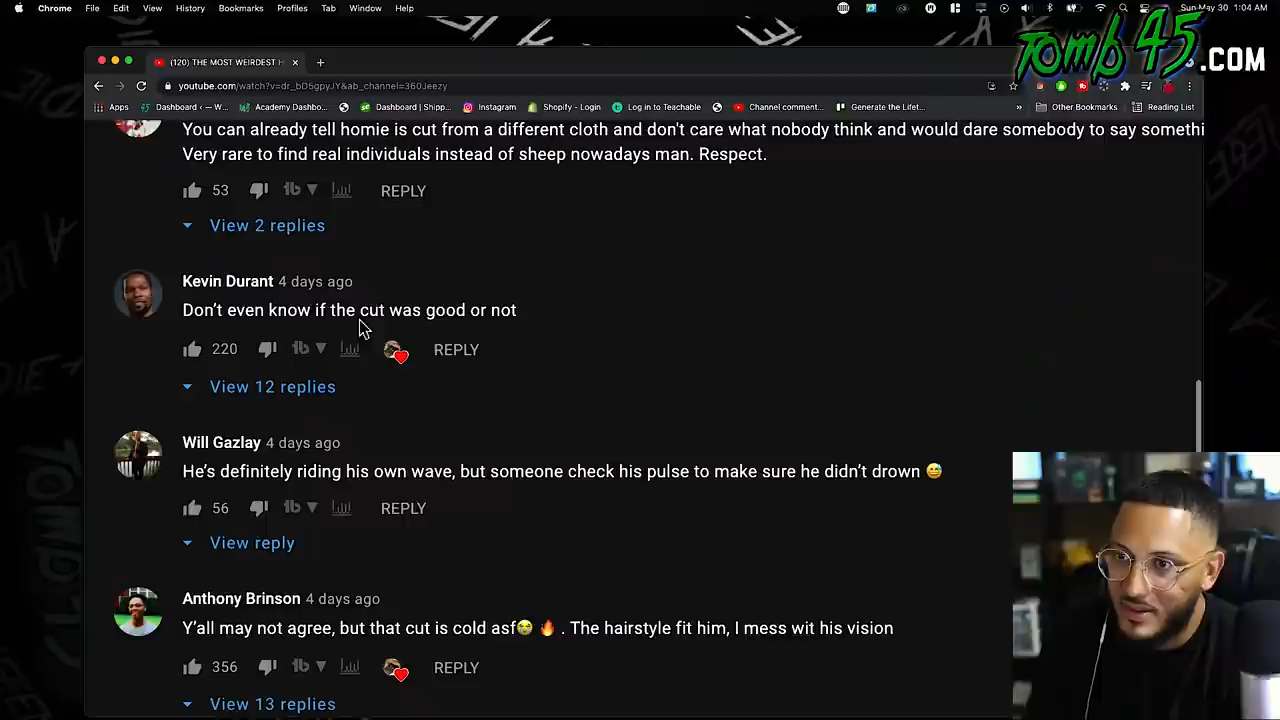 Chrome File Edit View History Bookmarks Profiles Tab Window Help Sun May 30 1:04 AM
TOMB 45 .COM
(120) THE MOST WEIRDEST H
youtube.com/watch?v=dr_bD5gpyJY&ab_channel=360Jeezy
Apps Dashboard ‹ — W... Academy Dashbo... Dashboard | Shipp... Instagram Shopify - Login Log in to Teachable Channel comment... Generate the Lifet... » Other Bookmarks Reading List
You can already tell homie is cut from a different cloth and don't care what nobody think and would dare somebody to say somethi
Very rare to find real individuals instead of sheep nowadays man. Respect.
53 REPLY
View 2 replies
Kevin Durant 4 days ago
Don’t even know if the cut was good or not
220 REPLY
View 12 replies
Will Gazlay 4 days ago
He’s definitely riding his own wave, but someone check his pulse to make sure he didn’t drown 😅
56 REPLY
View reply
Anthony Brinson 4 days ago
Y’all may not agree, but that cut is cold asf😭 🔥 . The hairstyle fit him, I mess wit his vision
356 REPLY
View 13 replies